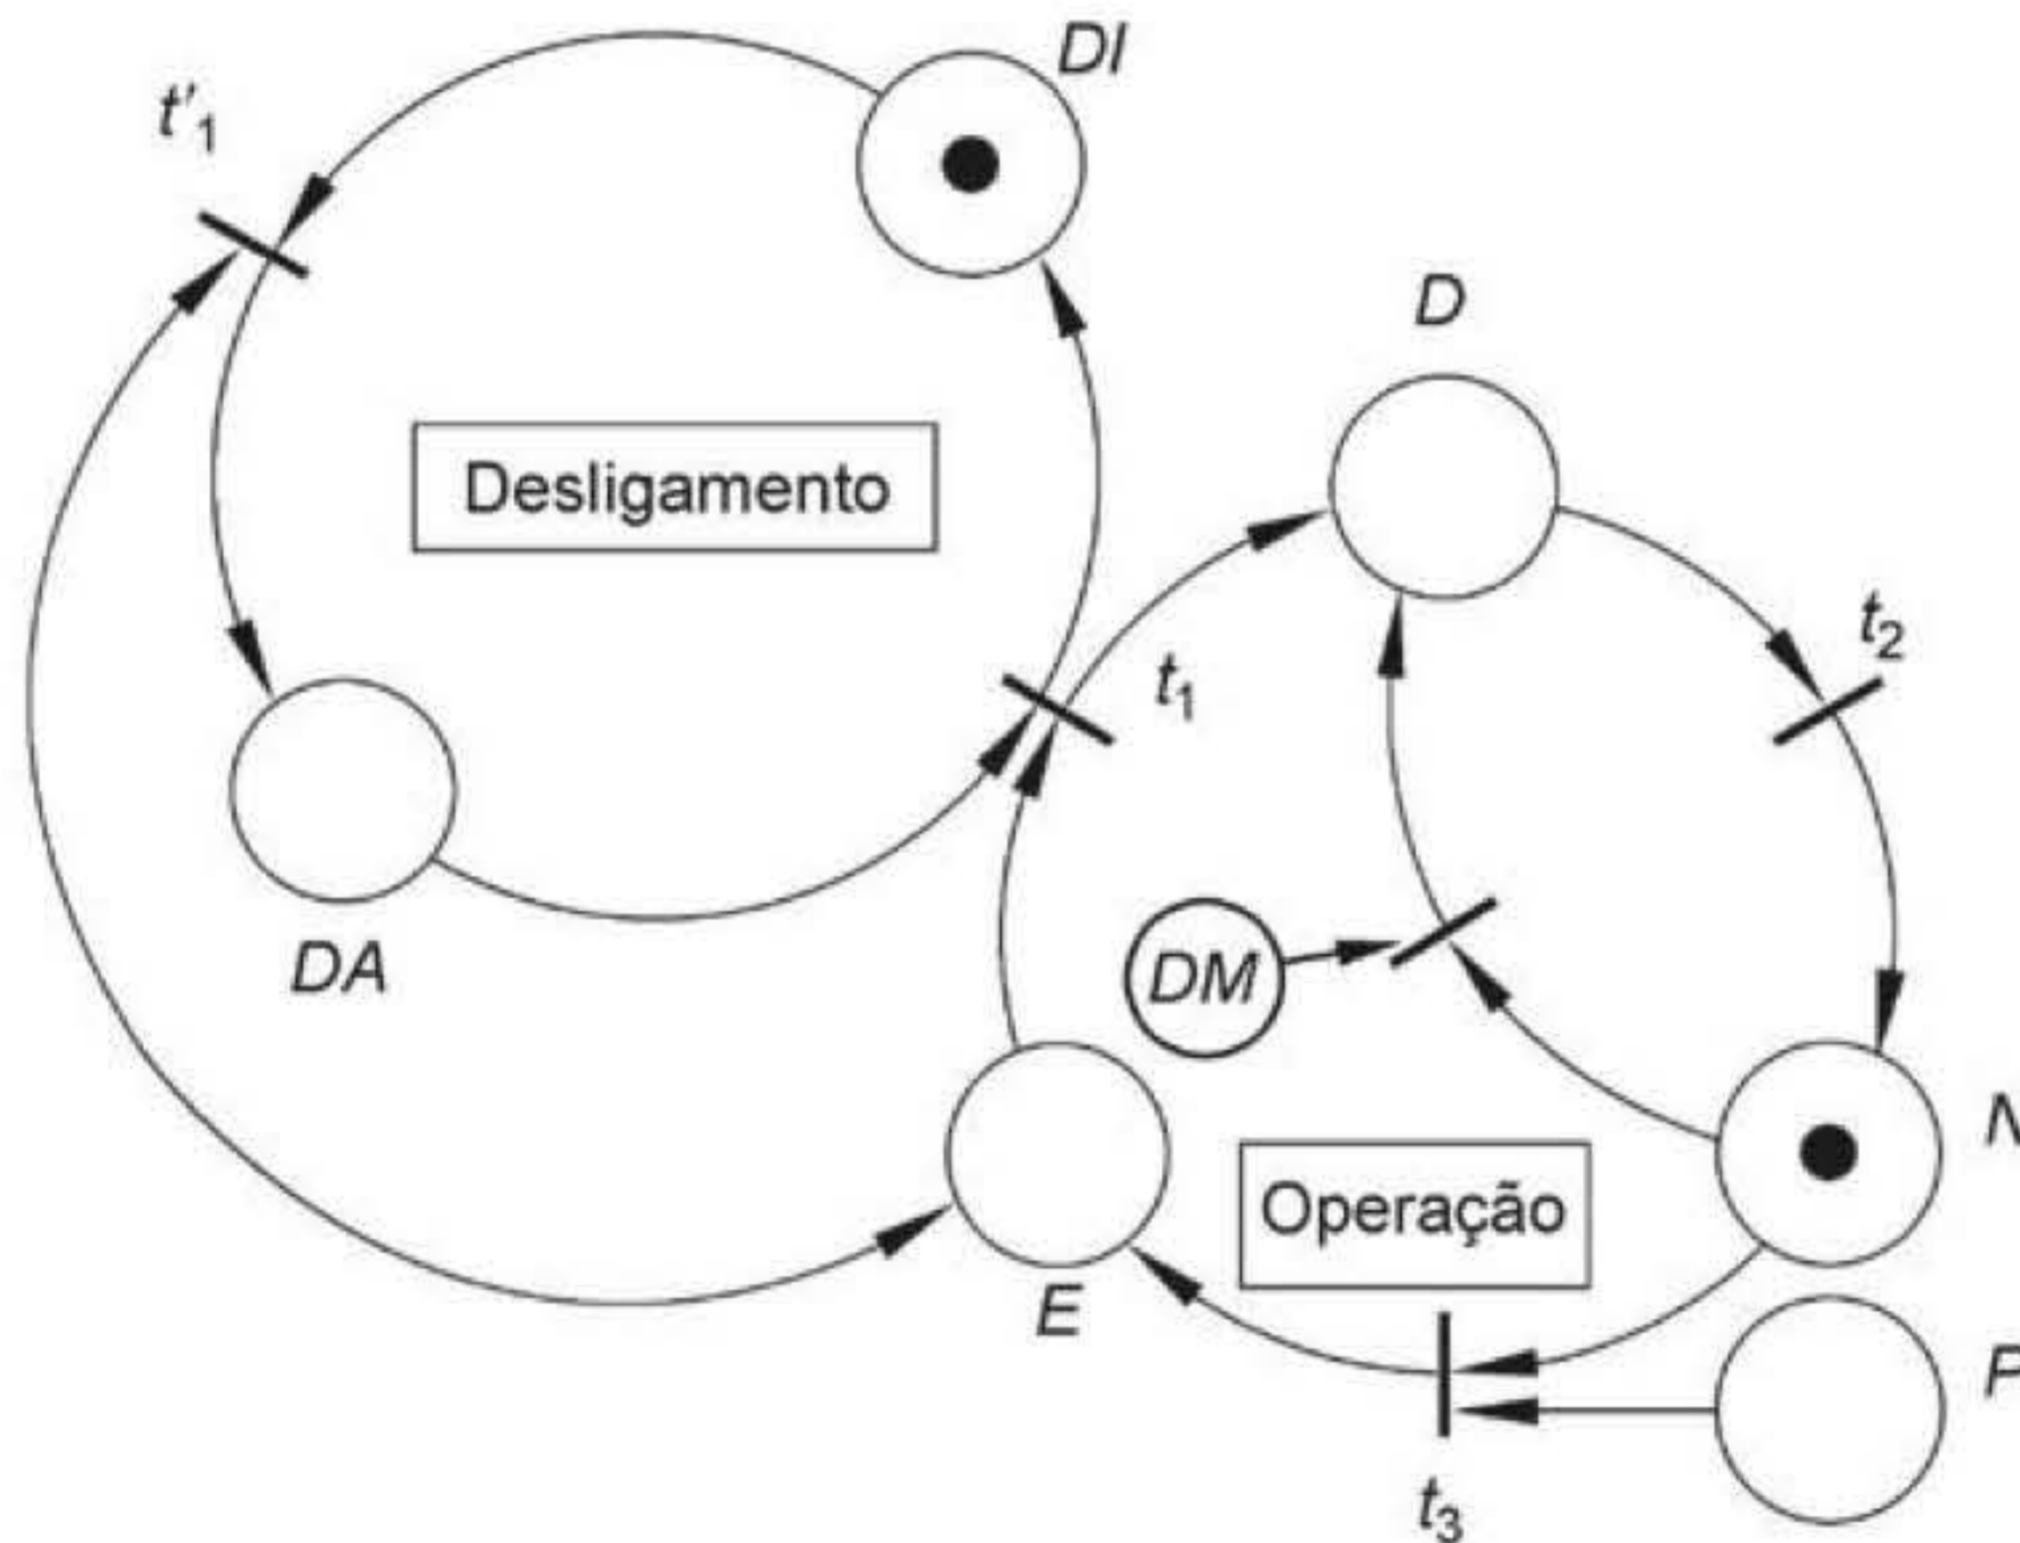 DI
t'1
D
Desligamento
t2
t1
DM
DA
N
Operação
E
P
t3